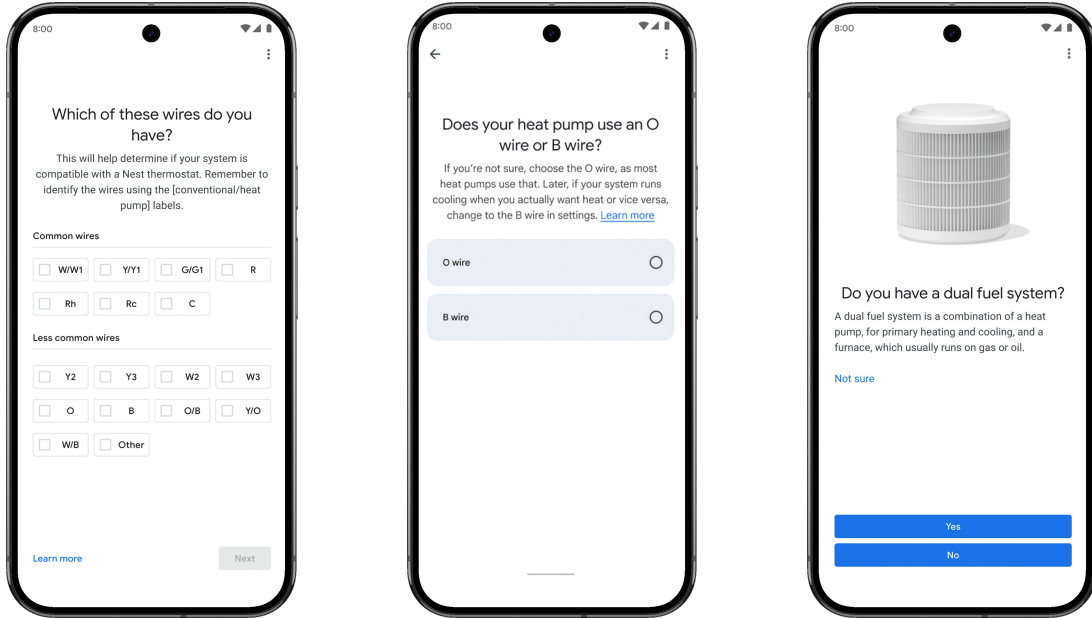 8:00
Which of these wires do you
have?
This will help determine if your system is
compatible with a Nest thermostat. Remember to
identify the wires using the [conventional/heat
pump] labels.
Common wires
W/W1 Y/Y1 G/G1 R
Rh Rc C
Less common wires
Y2 Y3 W2 W3
O B O/B Y/O
W/B Other
Learn more Next
8:00
Does your heat pump use an O
wire or B wire?
If you’re not sure, choose the O wire, as most
heat pumps use that. Later, if your system runs
cooling when you actually want heat or vice versa,
change to the B wire in settings. Learn more
O wire
B wire
8:00
Do you have a dual fuel system?
A dual fuel system is a combination of a heat
pump, for primary heating and cooling, and a
furnace, which usually runs on gas or oil.
Not sure
Yes
No